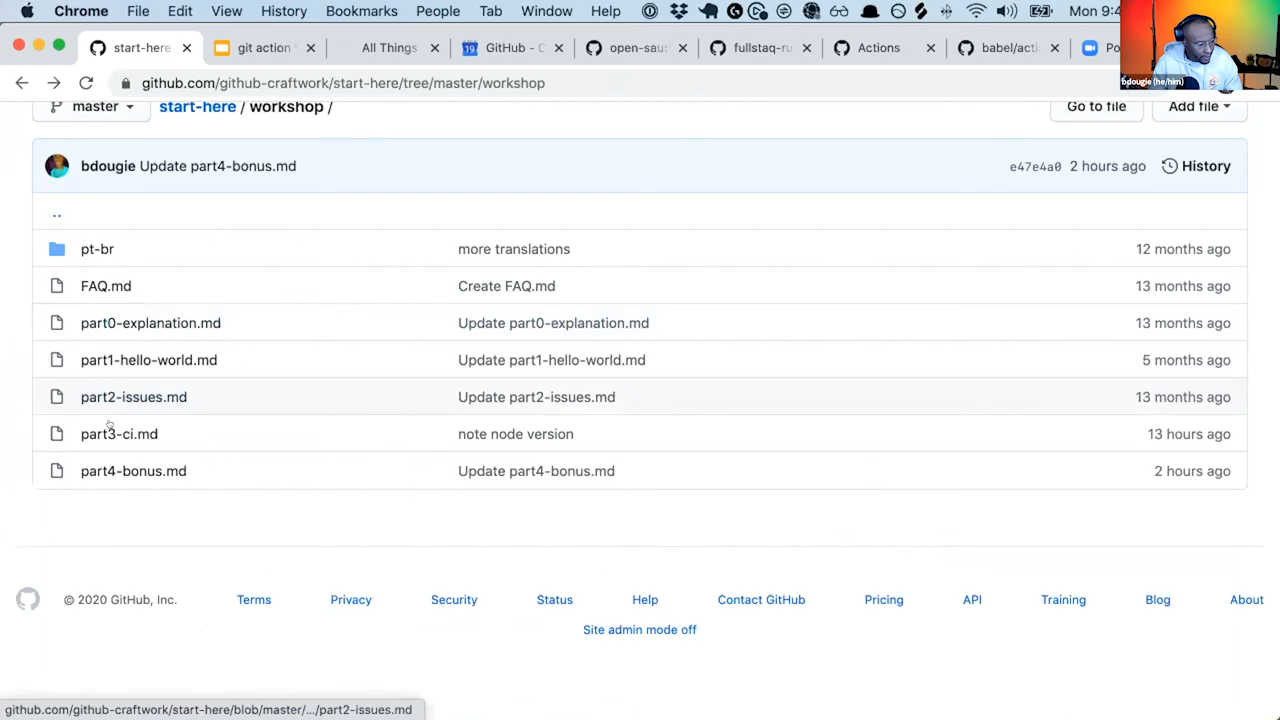 Chrome File Edit View History Bookmarks People Tab Window Help Mon 9:4
start-here git action All Things GitHub - C open-sau: fullstaq-ru Actions babel/acti Po
github.com/github-craftwork/start-here/tree/master/workshop
bdougie (he/him)
master start-here / workshop / Go to file Add file
bdougie Update part4-bonus.md e47e4a0 2 hours ago History
..
pt-br more translations 12 months ago
FAQ.md Create FAQ.md 13 months ago
part0-explanation.md Update part0-explanation.md 13 months ago
part1-hello-world.md Update part1-hello-world.md 5 months ago
part2-issues.md Update part2-issues.md 13 months ago
part3-ci.md note node version 13 hours ago
part4-bonus.md Update part4-bonus.md 2 hours ago
© 2020 GitHub, Inc. Terms Privacy Security Status Help Contact GitHub Pricing API Training Blog About
Site admin mode off
github.com/github-craftwork/start-here/blob/master/.../part2-issues.md